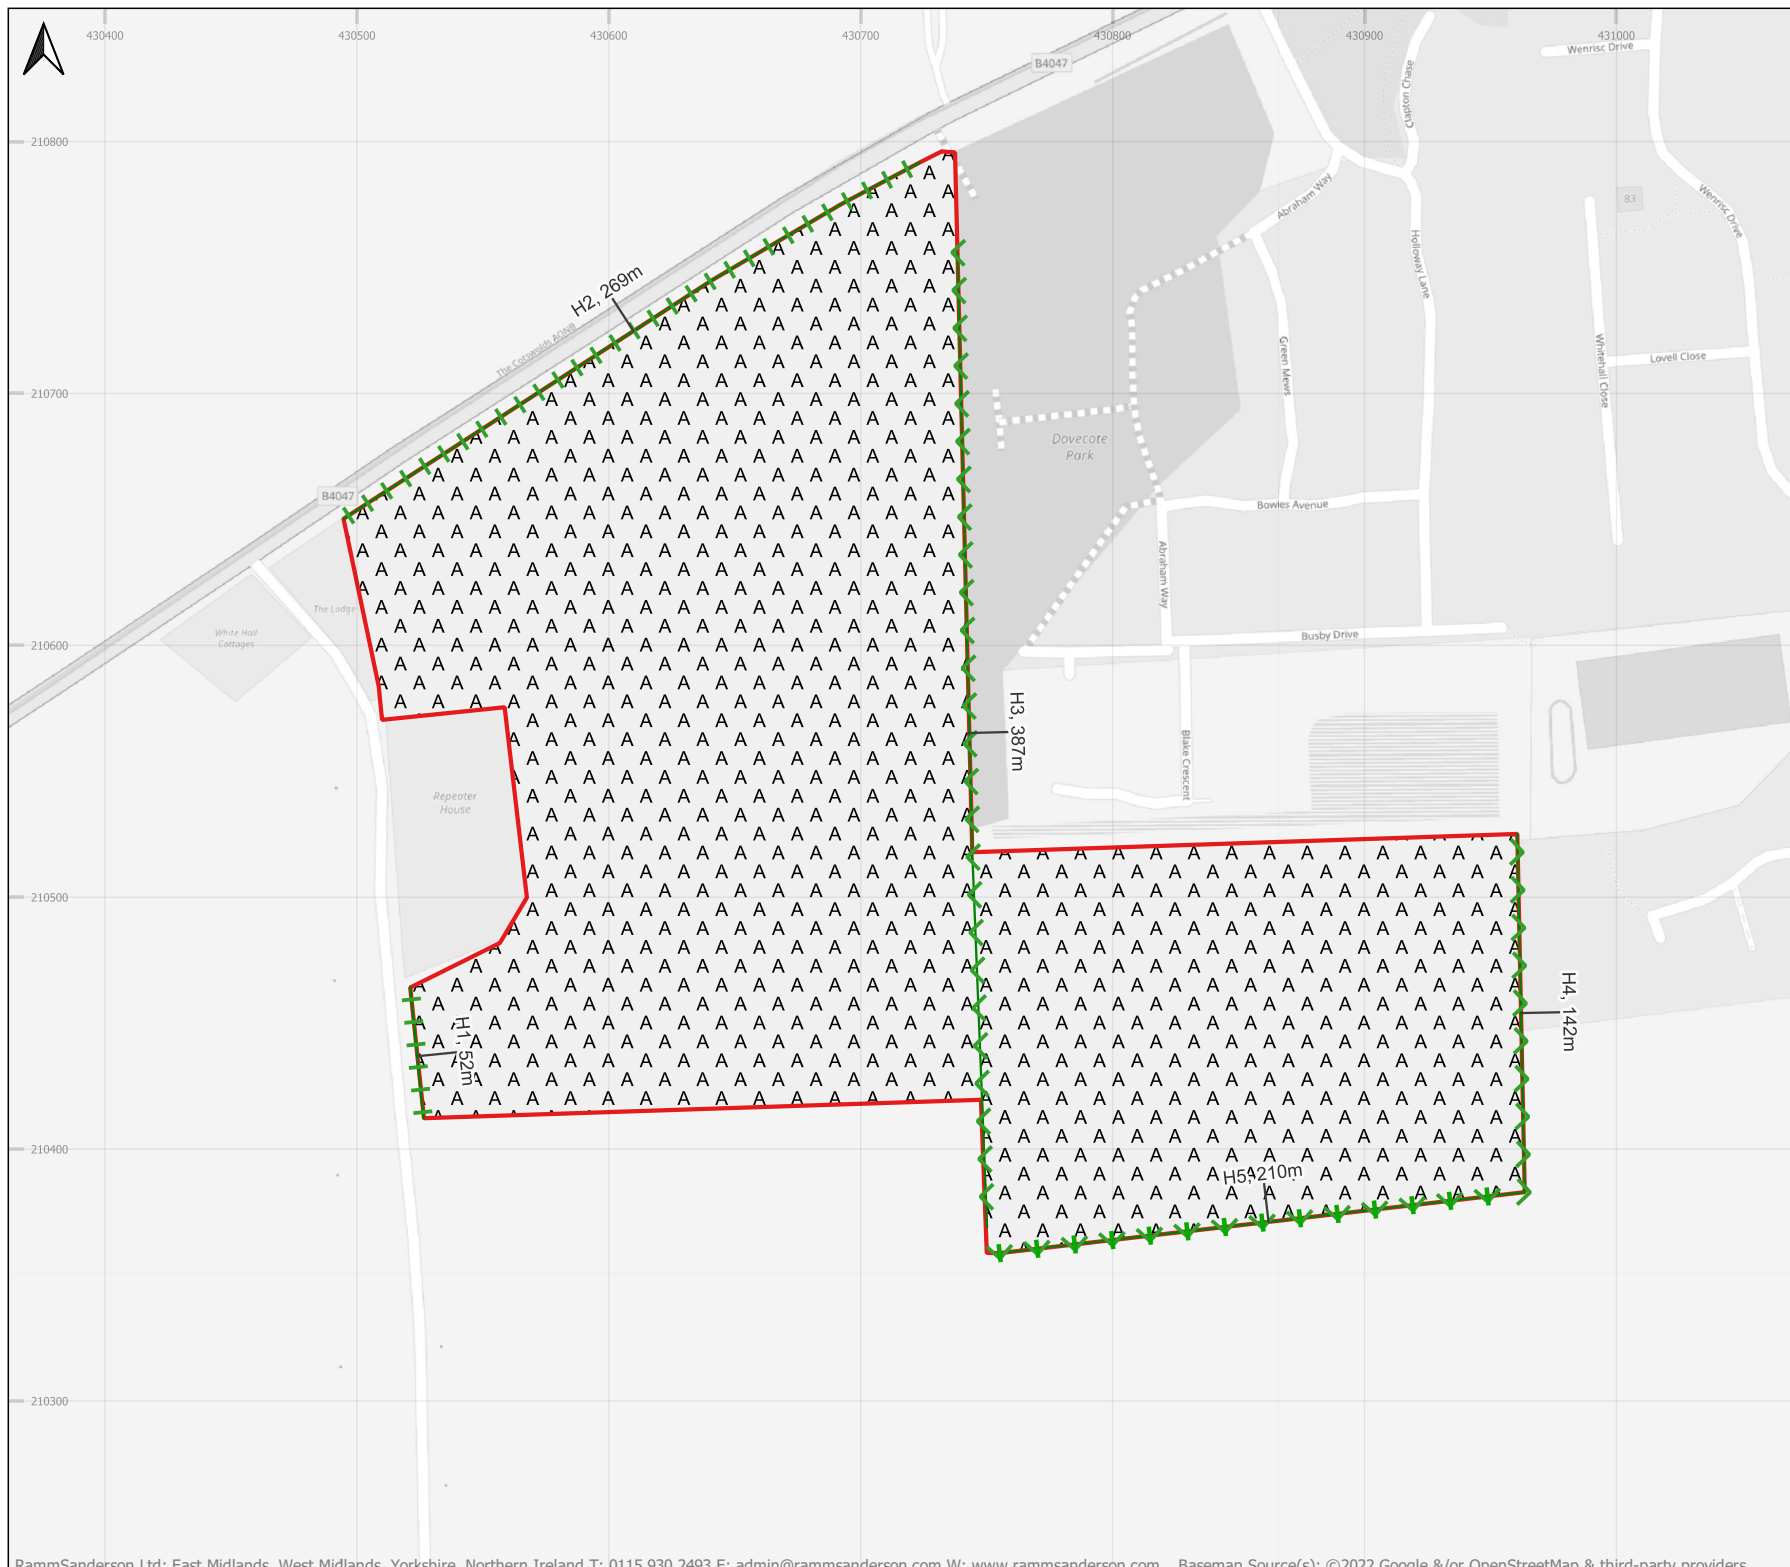 430400
430500
430600
430700
430800
430900
431000
B4047
Wenrisc Drive
Clapton Chase
210800
Abraham Way
Wenrisc Drive
83
Holloway Lane
H2, 269m
The Cotswolds AONB
Green Mews
Whitehall Close
Lovell Close
210700
Dovecote
Park
B4047
Bowles Avenue
Abraham Way
The Lodge
White Hall
Cottages
Busby Drive
210600
H3, 387m
Blake Crescent
Repeater
House
210500
H4, 142m
H1, 52m
210400
H5, 210m
210300
RammSanderson Ltd: East Midlands, West Midlands, Yorkshire, Northern Ireland T: 0115 930 2493 E: admin@rammsanderson.com W: www.rammsanderson.com
Basemap Source(s): ©2022 Google &/or OpenStreetMap & third-party providers